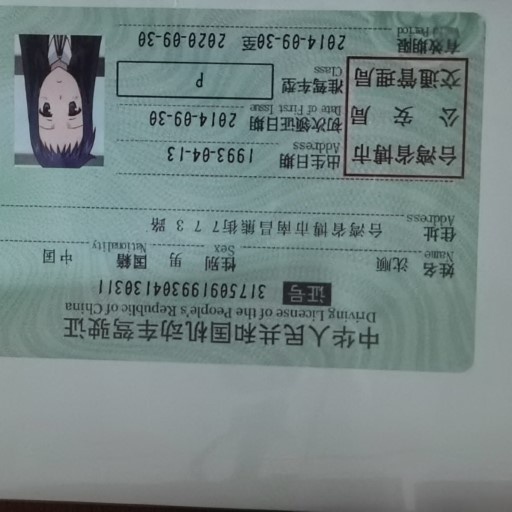 中华人民共和国机动车驾驶证
Driving License of the People's Republic of China
证号 317509199304130311
姓名 沈顺 性别 男 国籍 中国
Name Sex Nationality
住址 台湾省博市南昌熊街773路
Address
台湾省博市
公安局
交通管理局
出生日期 1993-04-13
Address
初次领证日期 2014-09-30
Date of First Issue
准驾车型 P
Class
有效期限 2014-09-30至 2020-09-30
Period